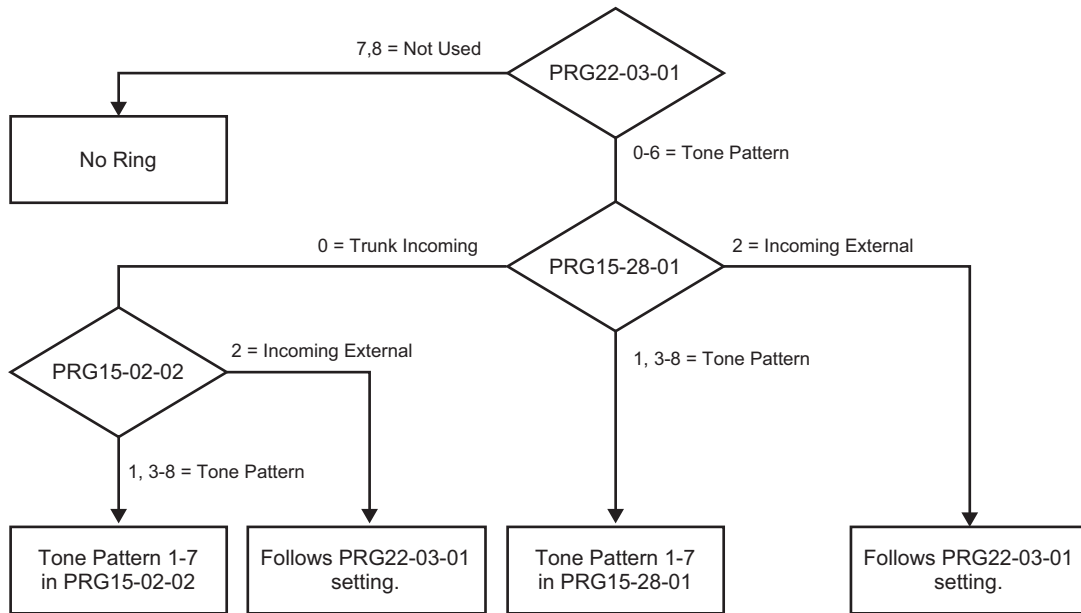 7,8 = Not Used
PRG22-03-01
No Ring
0-6 = Tone Pattern
0 = Trunk Incoming
PRG15-28-01
2 = Incoming External
PRG15-02-02
2 = Incoming External
1, 3-8 = Tone Pattern
1, 3-8 = Tone Pattern
Tone Pattern 1-7
in PRG15-02-02
Follows PRG22-03-01
setting.
Tone Pattern 1-7
in PRG15-28-01
Follows PRG22-03-01
setting.